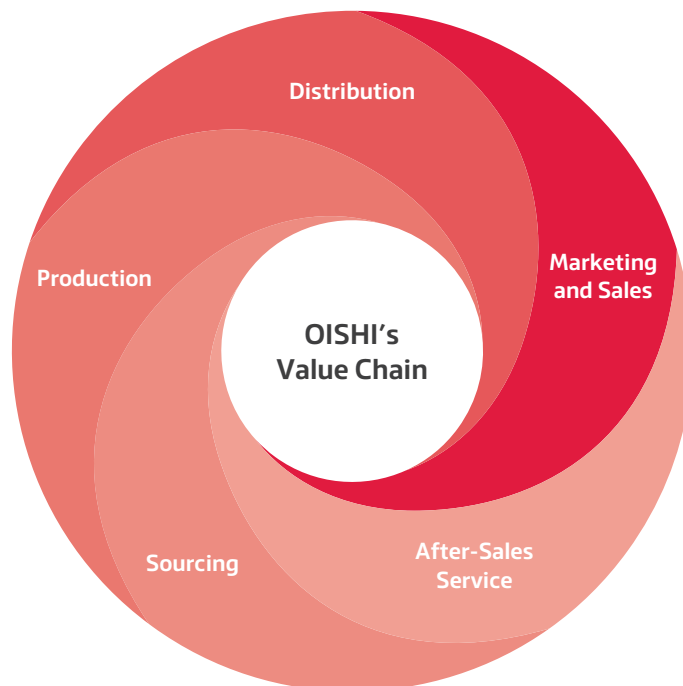 Distribution
Production
Marketing
and Sales
OISHI’s
Value Chain
Sourcing
After-Sales
Service